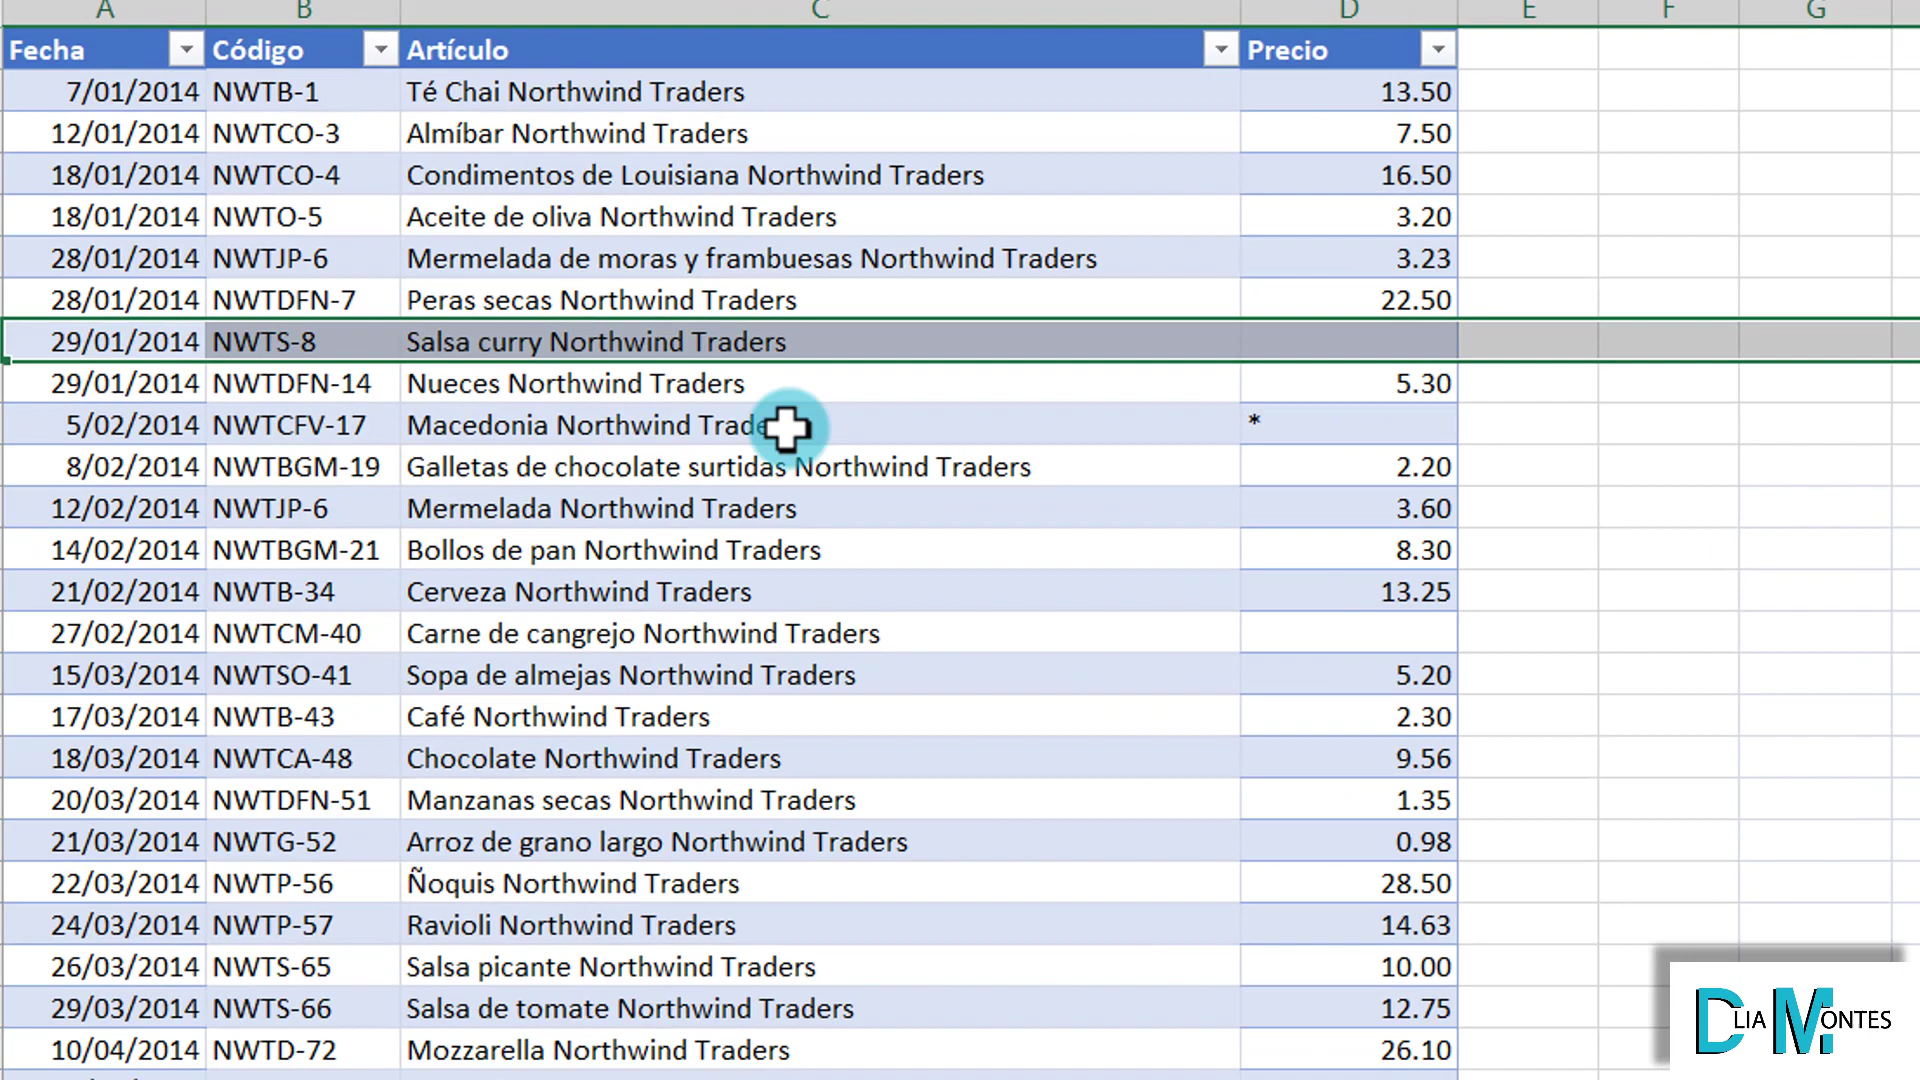 A B C D E F G
Fecha Código Artículo Precio
7/01/2014 NWTB-1 Té Chai Northwind Traders 13.50
12/01/2014 NWTCO-3 Almíbar Northwind Traders 7.50
18/01/2014 NWTCO-4 Condimentos de Louisiana Northwind Traders 16.50
18/01/2014 NWTO-5 Aceite de oliva Northwind Traders 3.20
28/01/2014 NWTJP-6 Mermelada de moras y frambuesas Northwind Traders 3.23
28/01/2014 NWTDFN-7 Peras secas Northwind Traders 22.50
29/01/2014 NWTS-8 Salsa curry Northwind Traders
29/01/2014 NWTDFN-14 Nueces Northwind Traders 5.30
5/02/2014 NWTCFV-17 Macedonia Northwind *
8/02/2014 NWTBGM-19 Galletas de chocolate surtidas Northwind Traders 2.20
12/02/2014 NWTJP-6 Mermelada Northwind Traders 3.60
14/02/2014 NWTBGM-21 Bollos de pan Northwind Traders 8.30
21/02/2014 NWTB-34 Cerveza Northwind Traders 13.25
27/02/2014 NWTCM-40 Carne de cangrejo Northwind Traders
15/03/2014 NWTSO-41 Sopa de almejas Northwind Traders 5.20
17/03/2014 NWTB-43 Café Northwind Traders 2.30
18/03/2014 NWTCA-48 Chocolate Northwind Traders 9.56
20/03/2014 NWTDFN-51 Manzanas secas Northwind Traders 1.35
21/03/2014 NWTG-52 Arroz de grano largo Northwind Traders 0.98
22/03/2014 NWTP-56 Ñoquis Northwind Traders 28.50
24/03/2014 NWTP-57 Ravioli Northwind Traders 14.63
26/03/2014 NWTS-65 Salsa picante Northwind Traders 10.00
29/03/2014 NWTS-66 Salsa de tomate Northwind Traders 12.75
10/04/2014 NWTD-72 Mozzarella Northwind Traders 26.10
DLIA MONTES